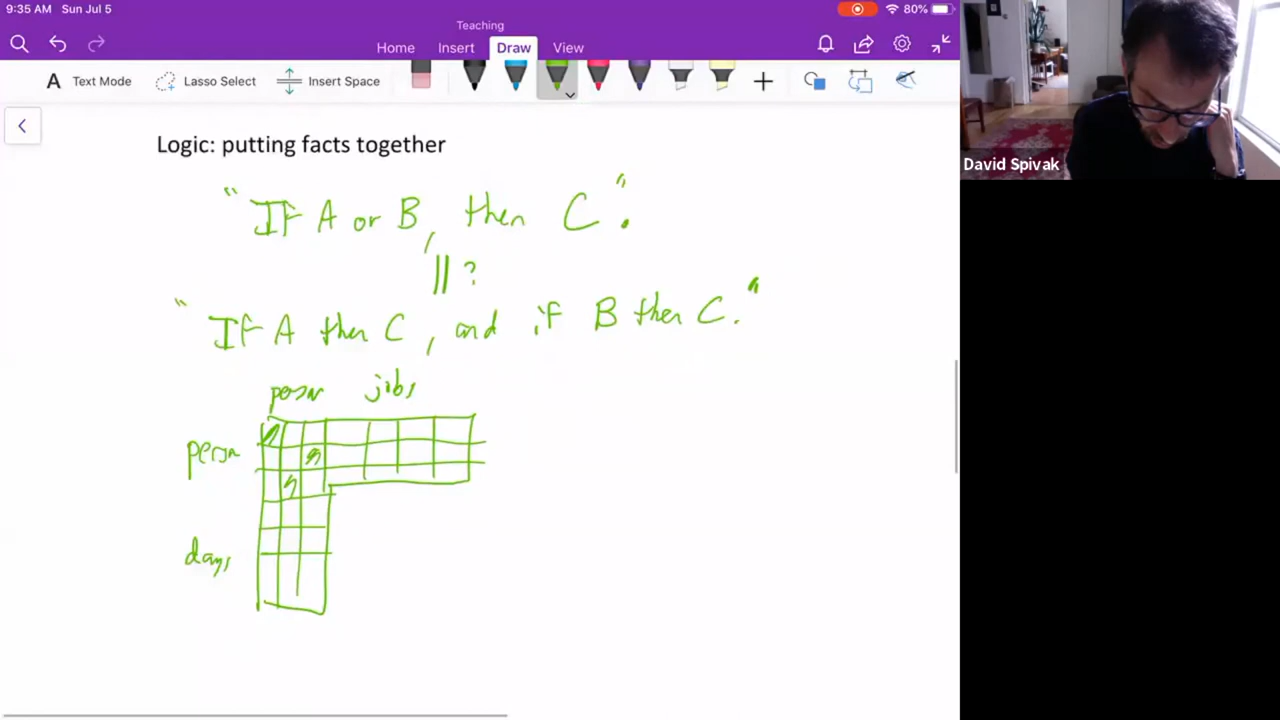 9:35 AM Sun Jul 5
80%
Teaching
Home Insert Draw View
A Text Mode Lasso Select Insert Space
David Spivak
Logic: putting facts together
"If A or B, then C."
|| ?
"If A then C, and if B then C."
person jobs
person
days